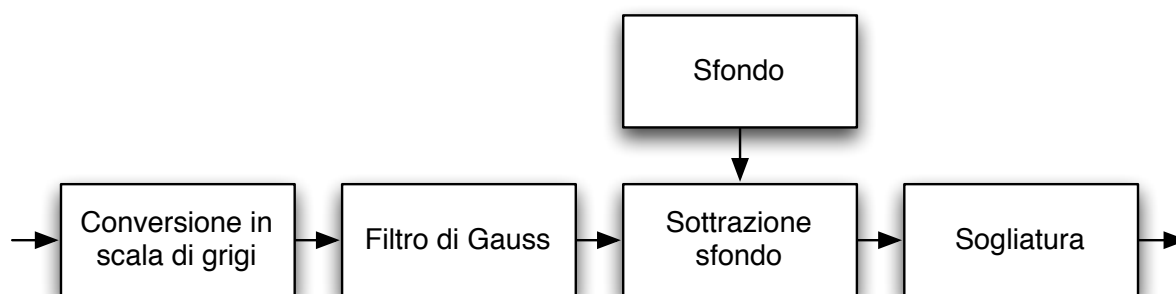 Sfondo
Conversione in
scala di grigi
Filtro di Gauss
Sottrazione
sfondo
Sogliatura